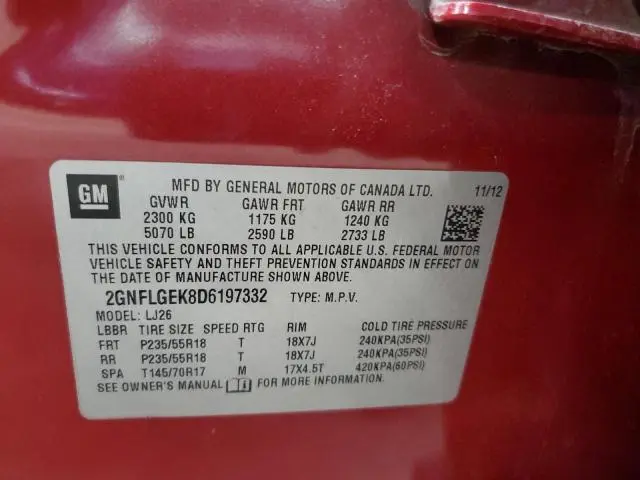 GM
MFD BY GENERAL MOTORS OF CANADA LTD. 11/12
GVWR GAWR FRT GAWR RR
2300 KG 1175 KG 1240 KG
5070 LB 2590 LB 2733 LB
THIS VEHICLE CONFORMS TO ALL APPLICABLE U.S. FEDERAL MOTOR
VEHICLE SAFETY AND THEFT PREVENTION STANDARDS IN EFFECT ON
THE DATE OF MANUFACTURE SHOWN ABOVE.
2GNFLGEK8D6197332 TYPE: M.P.V.
MODEL: LJ26
LBBR TIRE SIZE SPEED RTG RIM COLD TIRE PRESSURE
FRT P235/55R18 T 18X7J 240KPA(35PSI)
RR P235/55R18 T 18X7J 240KPA(35PSI)
SPA T145/70R17 M 17X4.5T 420KPA(60PSI)
SEE OWNER'S MANUAL FOR MORE INFORMATION.